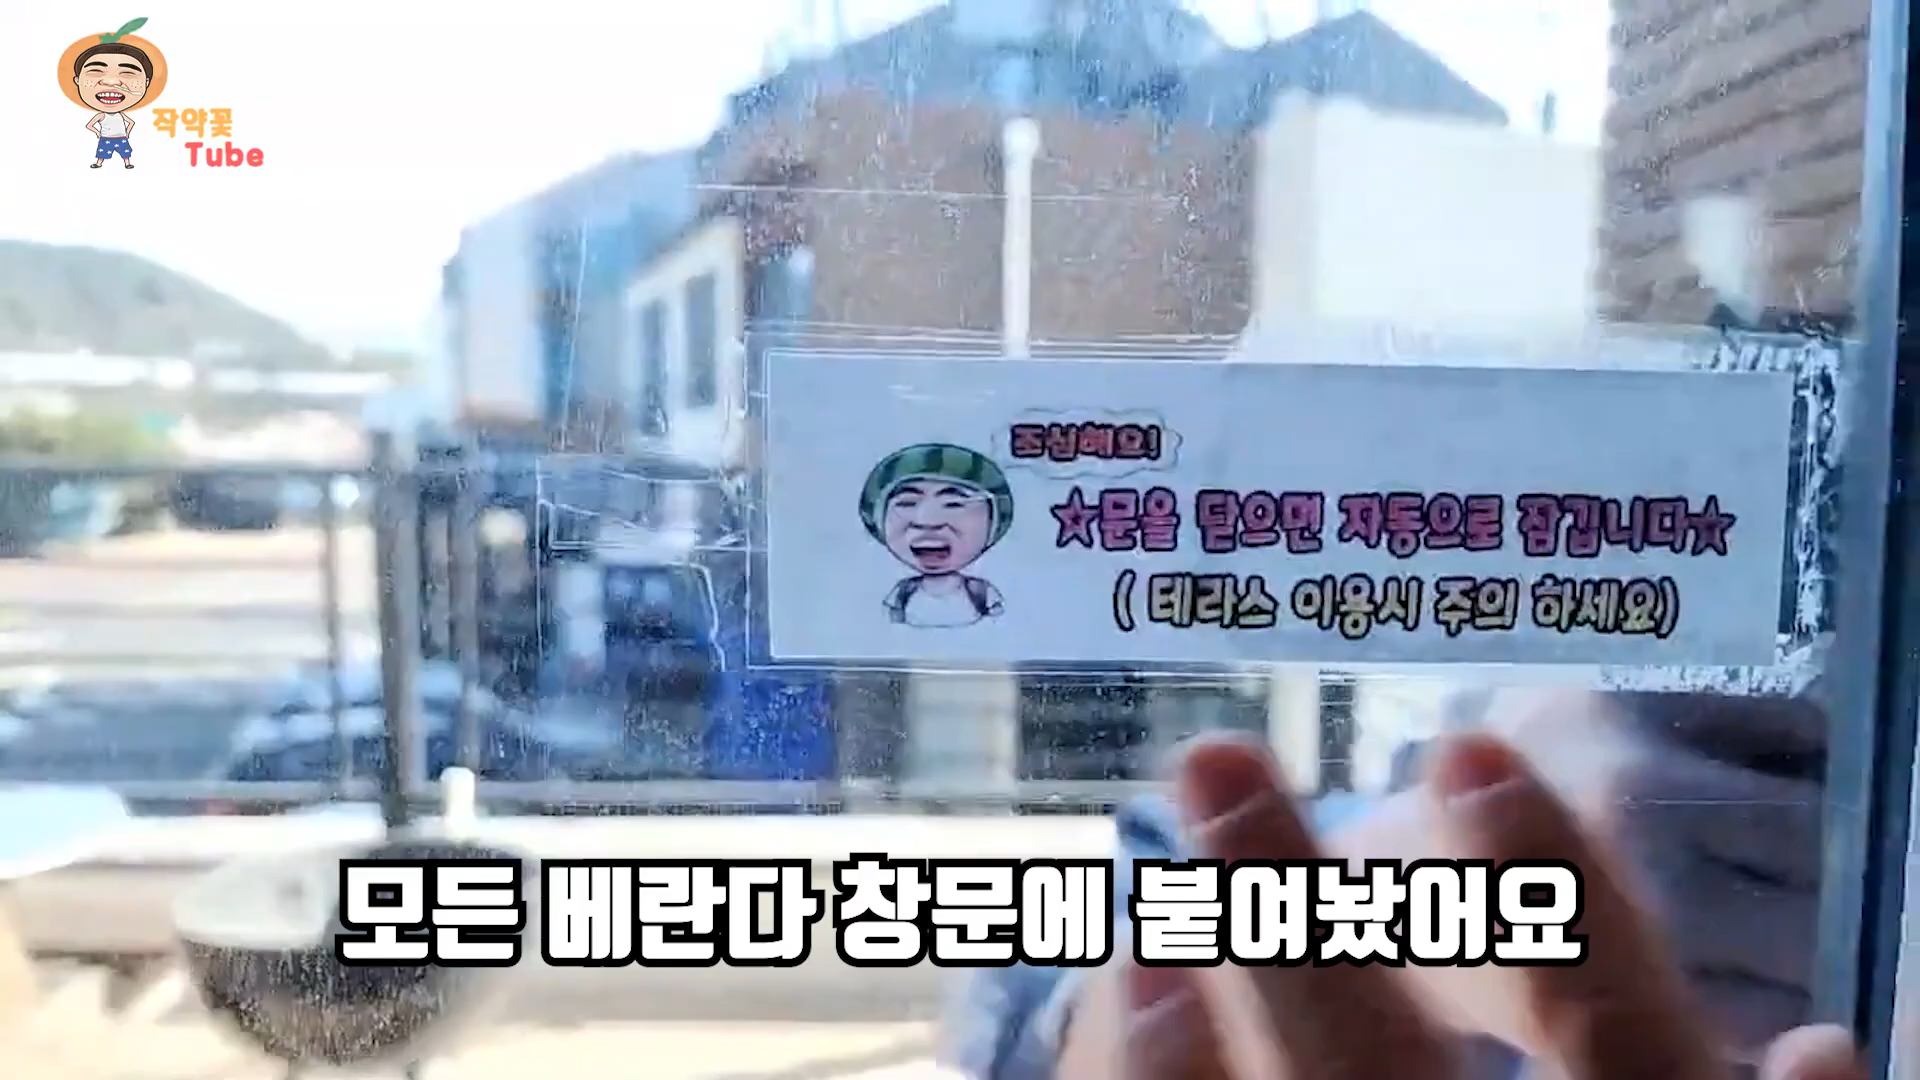 작약꽃
Tube
조심해요!
☆문을 닫으면 자동으로 잠깁니다☆
( 테라스 이용시 주의 하세요)
모든 베란다 창문에 붙여놨어요